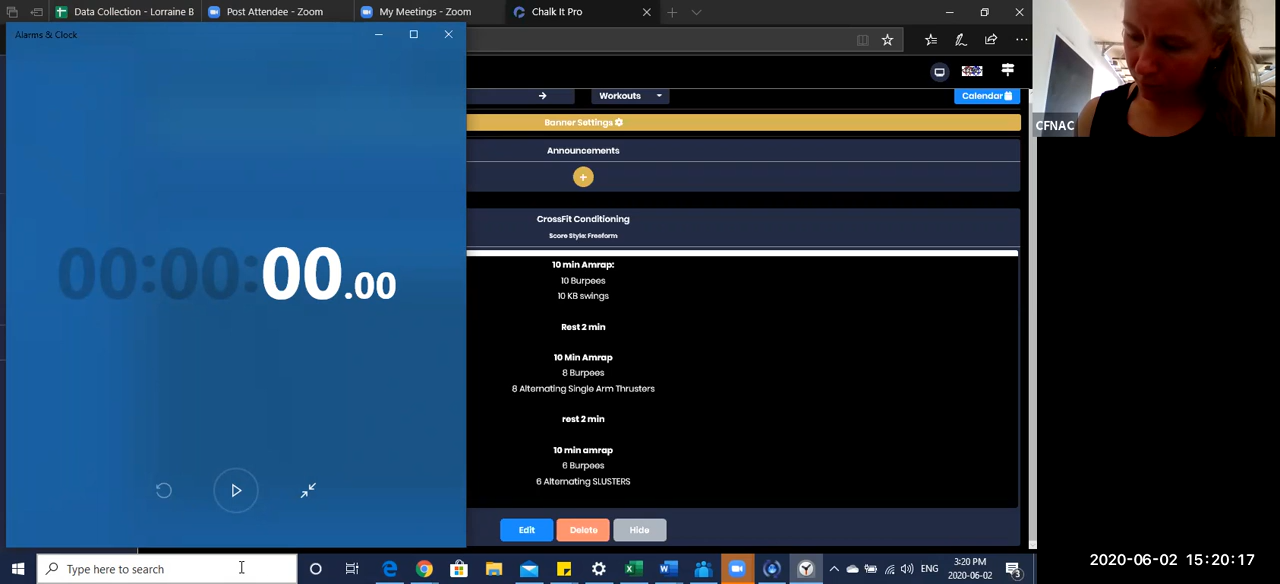 Data Collection - Lorraine B
Post Attendee - Zoom
My Meetings - Zoom
Chalk It Pro
Alarms & Clock
Workouts
Calendar
CFNAC
Banner Settings
Announcements
+
CrossFit Conditioning
Score Style: Freeform
00:00:00.00
10 min Amrap:
10 Burpees
10 KB swings
Rest 2 min
10 Min Amrap
8 Burpees
8 Alternating Single Arm Thrusters
rest 2 min
10 min amrap
6 Burpees
6 Alternating SLUSTERS
Edit
Delete
Hide
Type here to search
ENG
3:20 PM
2020-06-02
3
2020-06-02 15:20:17